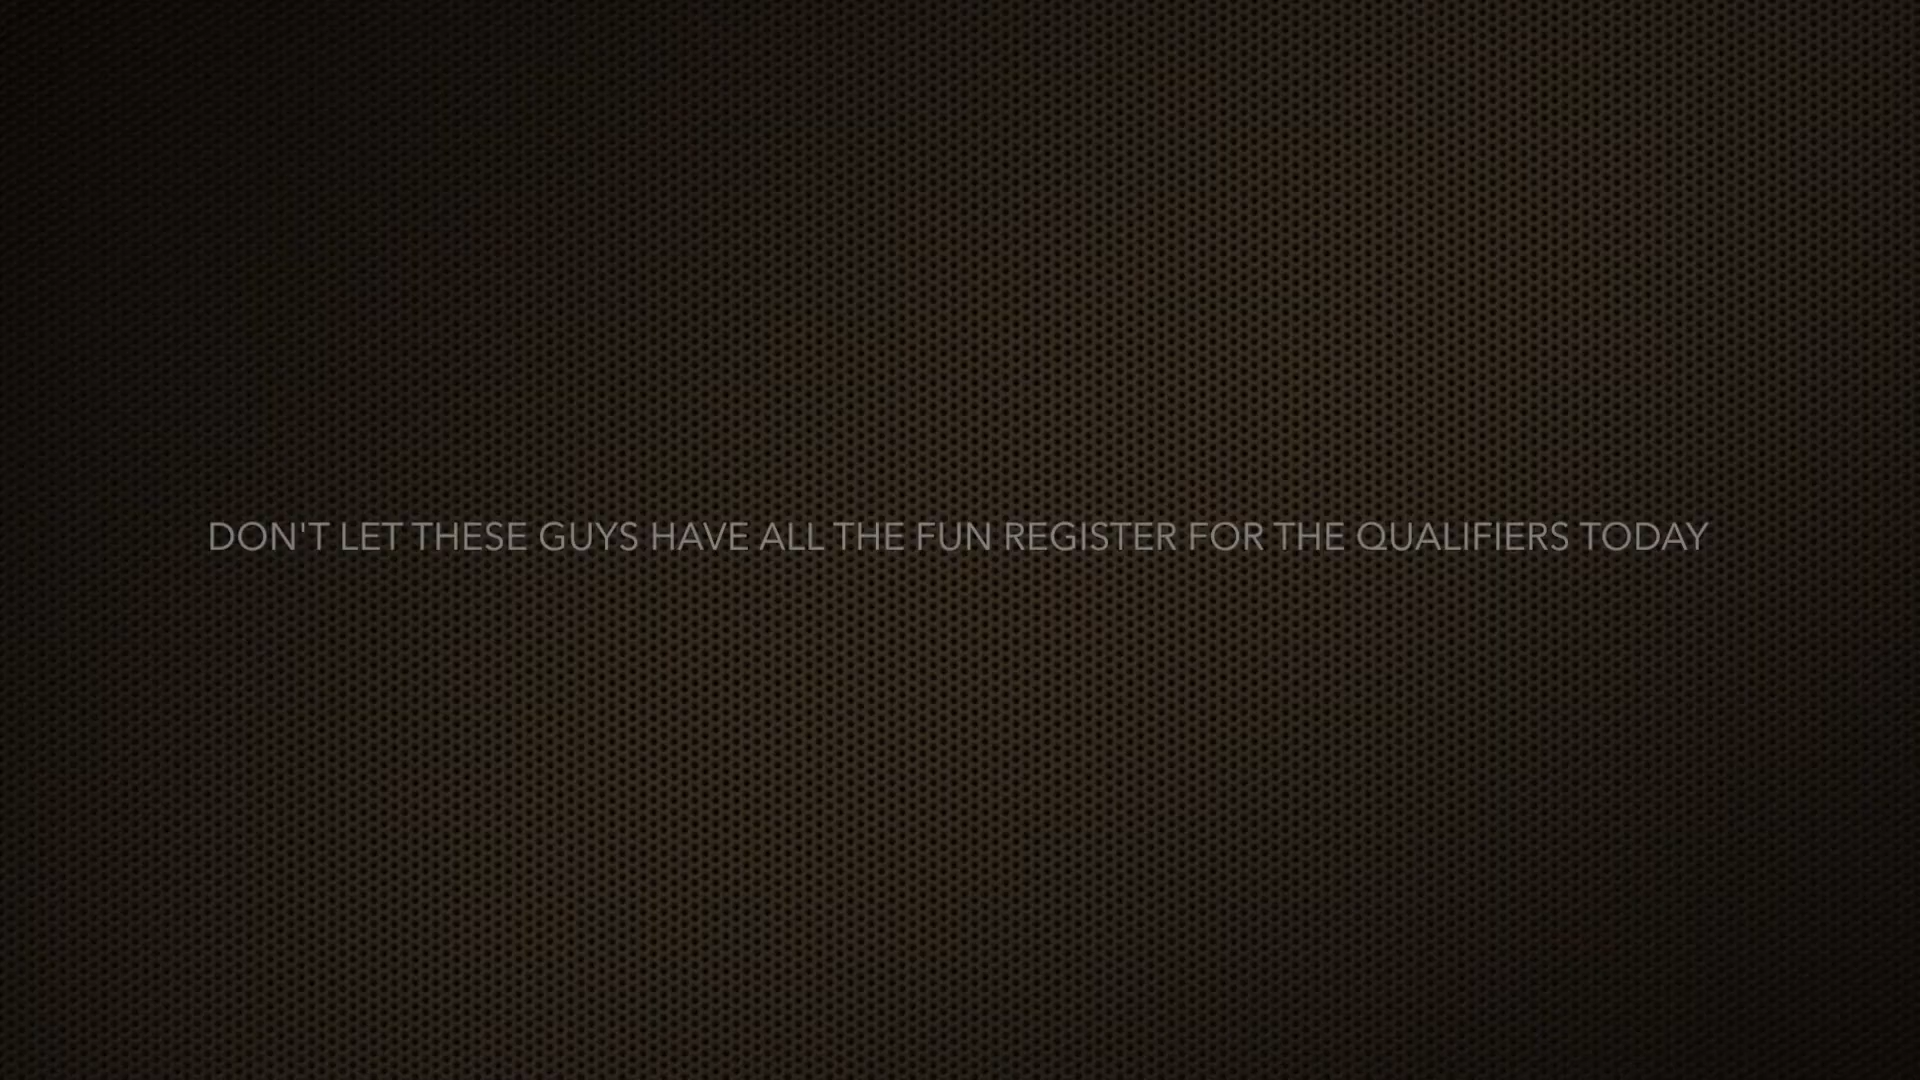 DON'T LET THESE GUYS HAVE ALL THE FUN REGISTER FOR THE QUALIFIERS TODAY